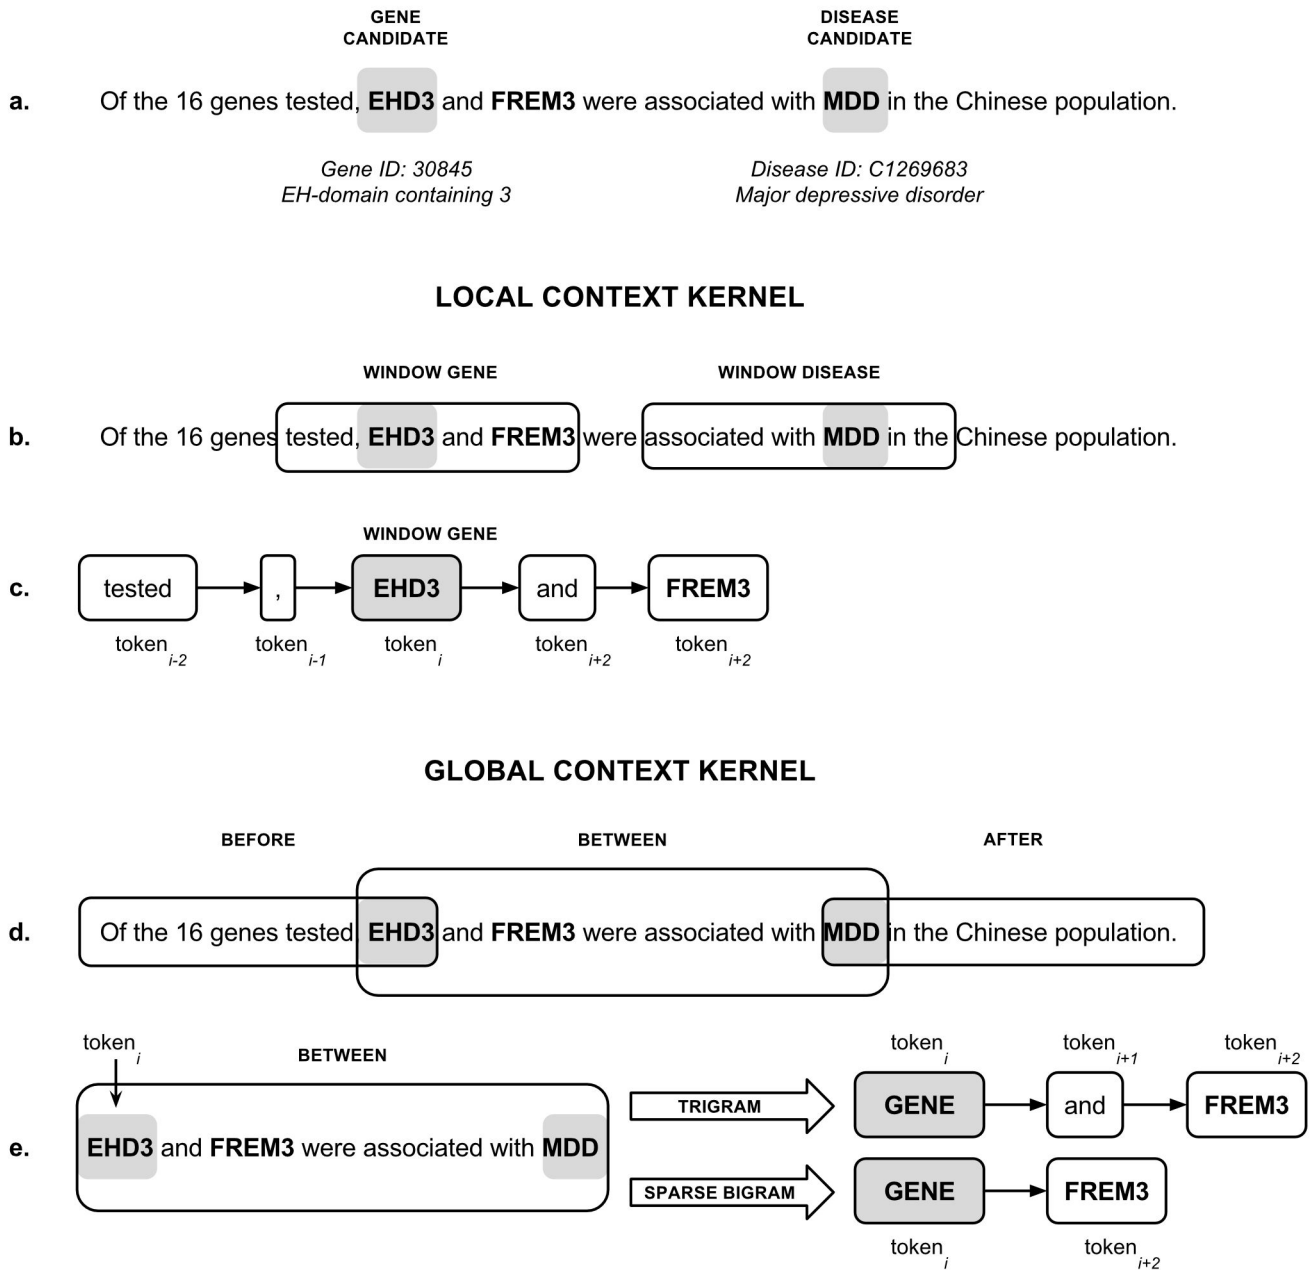 GENE
CANDIDATE
DISEASE
CANDIDATE
a. Of the 16 genes tested, EHD3 and FREM3 were associated with MDD in the Chinese population.
Gene ID: 30845
EH-domain containing 3
Disease ID: C1269683
Major depressive disorder
LOCAL CONTEXT KERNEL
WINDOW GENE WINDOW DISEASE
b. Of the 16 genes tested, EHD3 and FREM3 were associated with MDD in the Chinese population.
WINDOW GENE
c. tested , EHD3 and FREM3
token i-2 token i-1 token i token i+2 token i+2
GLOBAL CONTEXT KERNEL
BEFORE BETWEEN AFTER
d. Of the 16 genes tested EHD3 and FREM3 were associated with MDD in the Chinese population.
token i
BETWEEN
e. EHD3 and FREM3 were associated with MDD
token i token i+1 token i+2
TRIGRAM GENE and FREM3
SPARSE BIGRAM GENE FREM3
token i token i+2